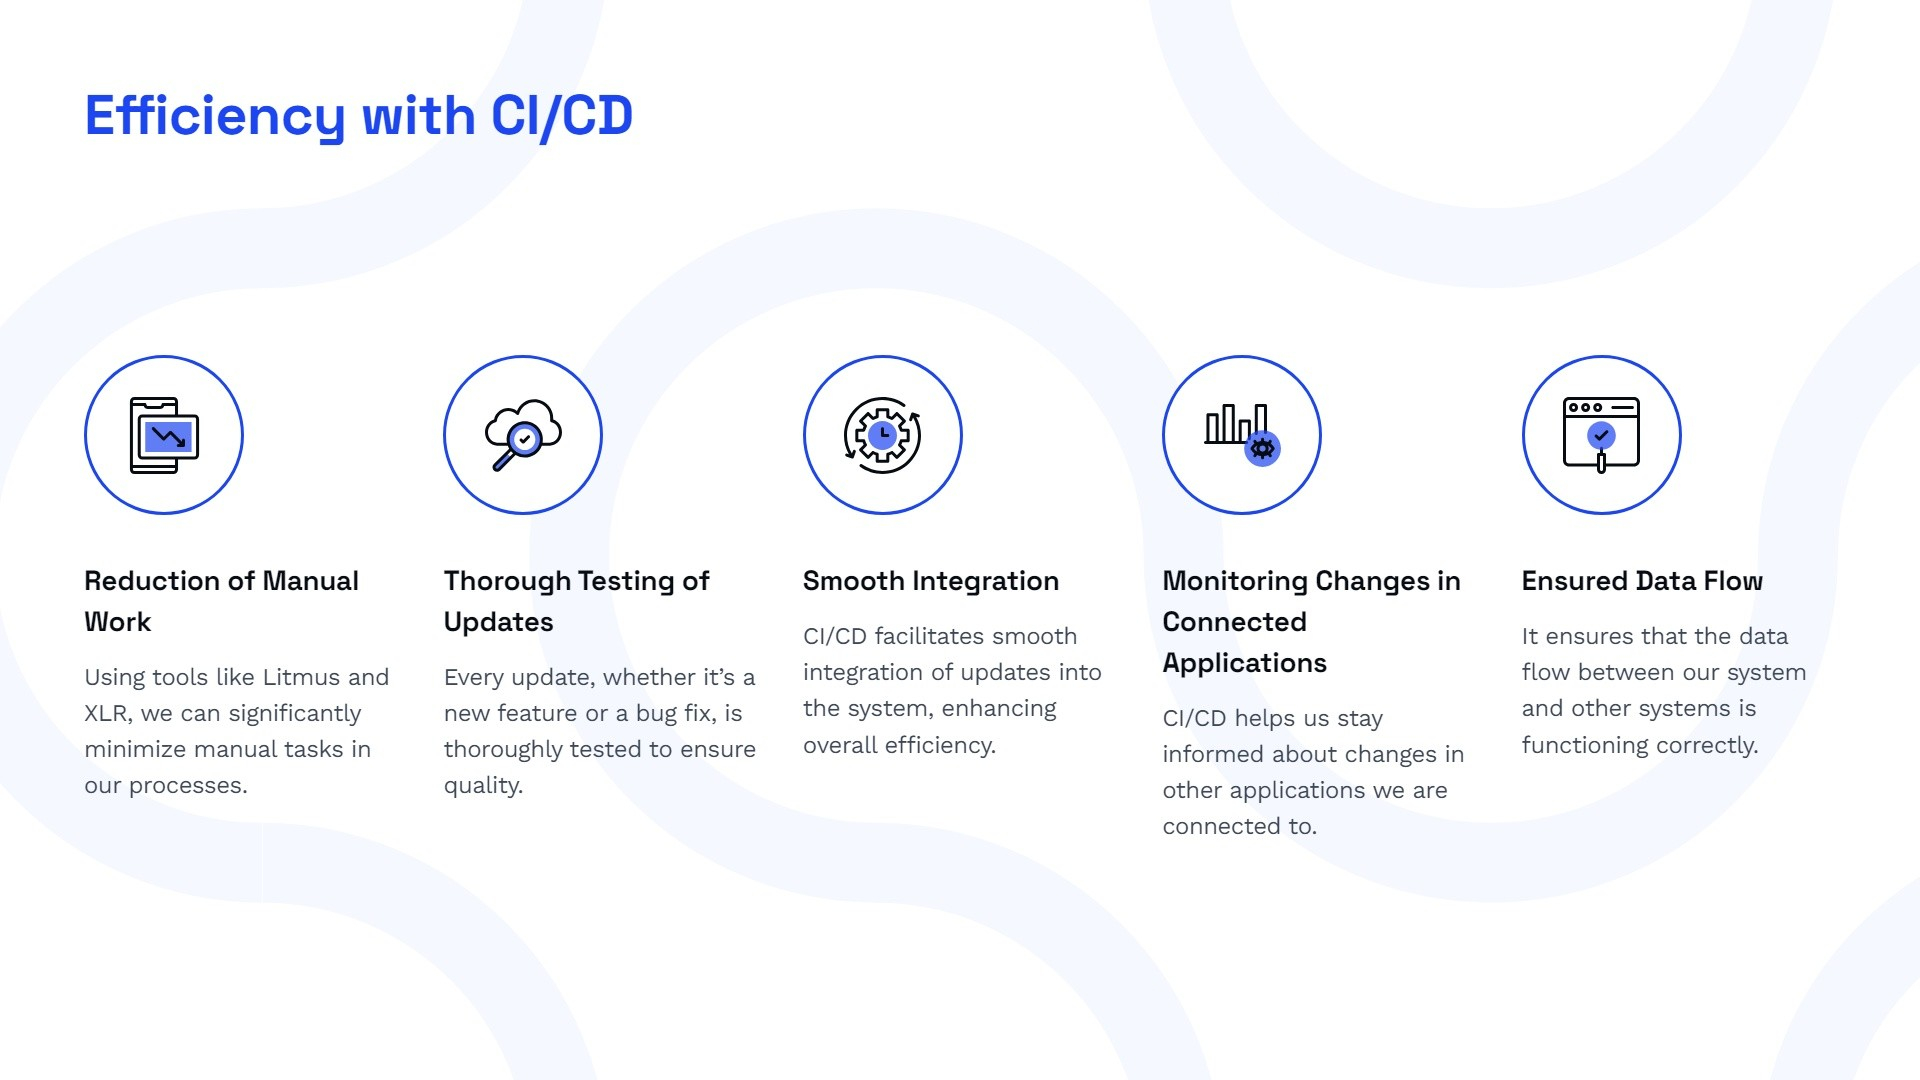 Efficiency with CI/CD
Reduction of Manual
Work
Using tools like Litmus and
XLR, we can significantly
minimize manual tasks in
our processes.
Thorough Testing of
Updates
Every update, whether it’s a
new feature or a bug fix, is
thoroughly tested to ensure
quality.
Smooth Integration
CI/CD facilitates smooth
integration of updates into
the system, enhancing
overall efficiency.
Monitoring Changes in
Connected
Applications
CI/CD helps us stay
informed about changes in
other applications we are
connected to.
Ensured Data Flow
It ensures that the data
flow between our system
and other systems is
functioning correctly.